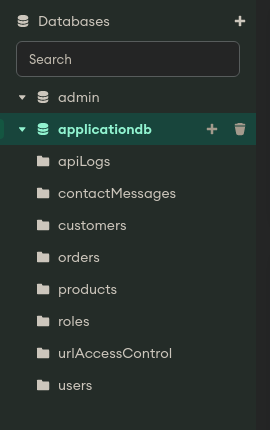 Databases
Search
admin
applicationdb
apiLogs
contactMessages
customers
orders
products
roles
urlAccessControl
users